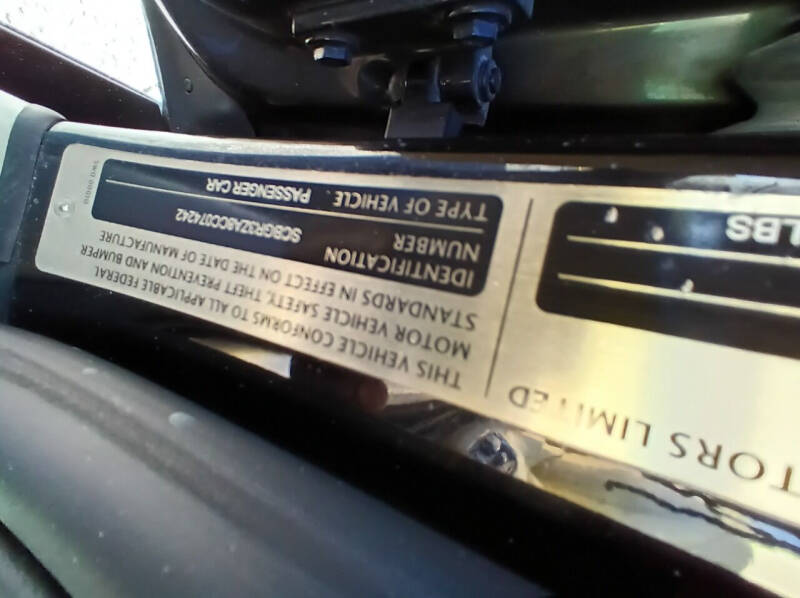 TORS LIMITED
LBS
THIS VEHICLE CONFORMS TO ALL APPLICABLE FEDERAL
MOTOR VEHICLE SAFETY, THEFT PREVENTION AND BUMPER
STANDARDS IN EFFECT ON THE DATE OF MANUFACTURE
IDENTIFICATION
NUMBER SCBGR3ZA8CC074242
TYPE OF VEHICLE. PASSENGER CAR